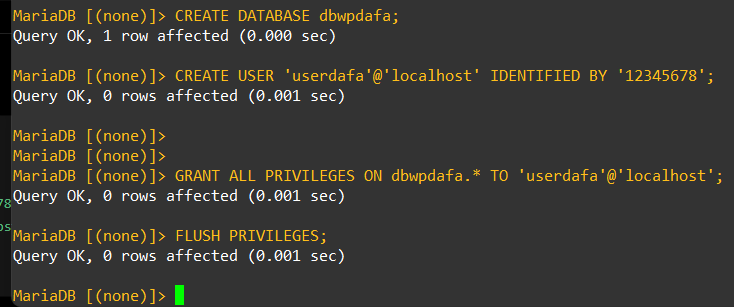 MariaDB [(none)]> CREATE DATABASE dbwpdafa;
Query OK, 1 row affected (0.000 sec)
MariaDB [(none)]> CREATE USER 'userdafa'@'localhost' IDENTIFIED BY '12345678';
Query OK, 0 rows affected (0.001 sec)
MariaDB [(none)]>
MariaDB [(none)]>
MariaDB [(none)]> GRANT ALL PRIVILEGES ON dbwpdafa.* TO 'userdafa'@'localhost';
Query OK, 0 rows affected (0.001 sec)
78
MariaDB [(none)]> FLUSH PRIVILEGES;
Query OK, 0 rows affected (0.001 sec)
MariaDB [(none)]>